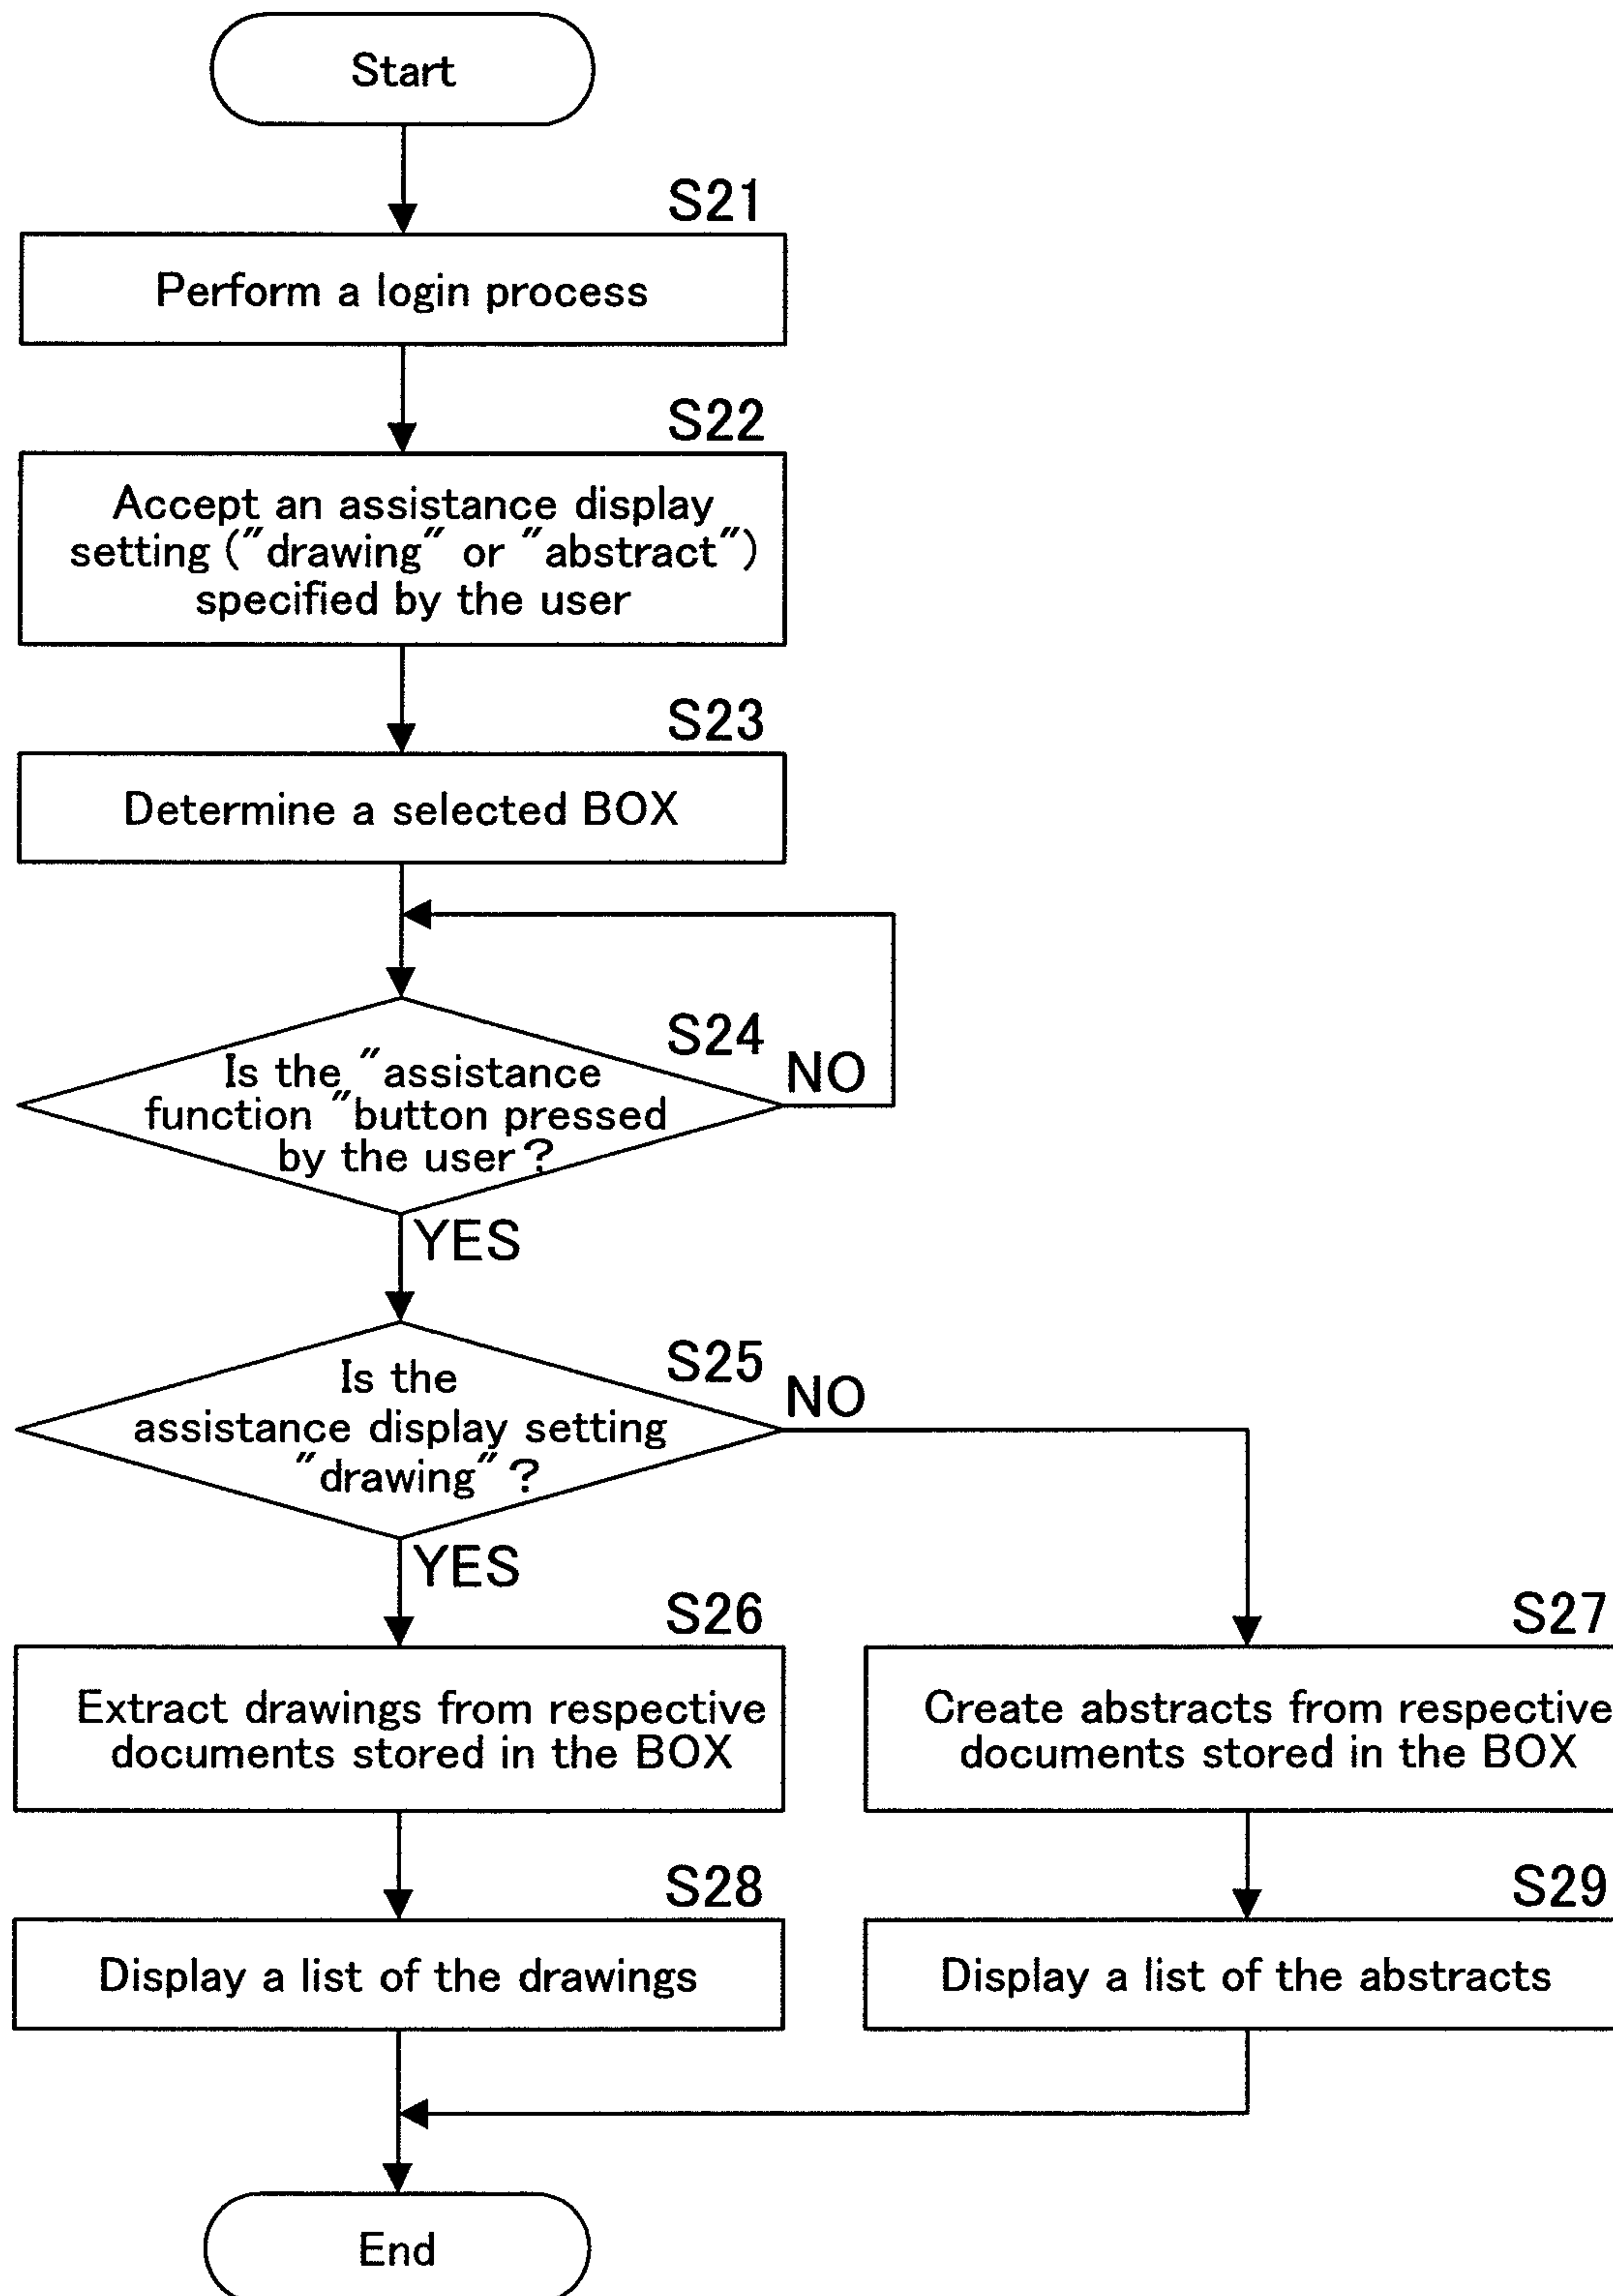 Start
S21
Perform a login process
S22
Accept an assistance display
setting ("drawing" or "abstract")
specified by the user
S23
Determine a selected BOX
S24
Is the "assistance
function "button pressed
by the user?
NO
YES
S25
Is the
assistance display setting
"drawing"?
NO
YES
S26
Extract drawings from respective
documents stored in the BOX
S27
Create abstracts from respective
documents stored in the BOX
S28
Display a list of the drawings
S29
Display a list of the abstracts
End